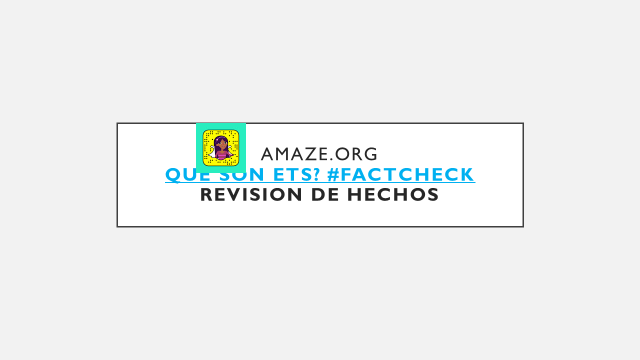 AMAZE.ORG
QUE SON ETS? #FACTCHECK
REVISION DE HECHOS